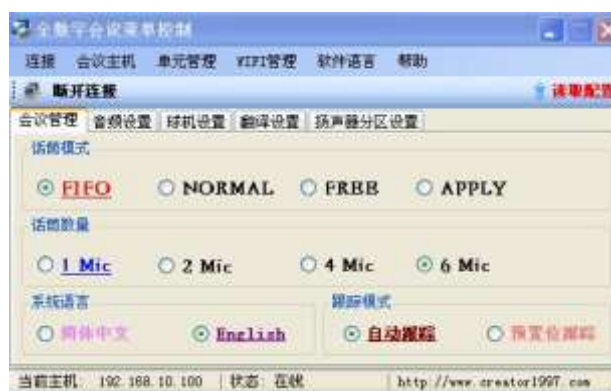 全数字会议菜单控制
连接 会议主机 单元管理 WIFI管理 软件语言 帮助
断开连接 读取配置
会议管理 音频设置 球机设置 翻译设置 扬声器分区设置
话筒模式
FIFO NORMAL FREE APPLY
话筒数量
1 Mic 2 Mic 4 Mic 6 Mic
系统语言 跟踪模式
简体中文 English 自动跟踪 预置位跟踪
当前主机: 192.168.10.100 状态: 在线 http://www.creator1997.com